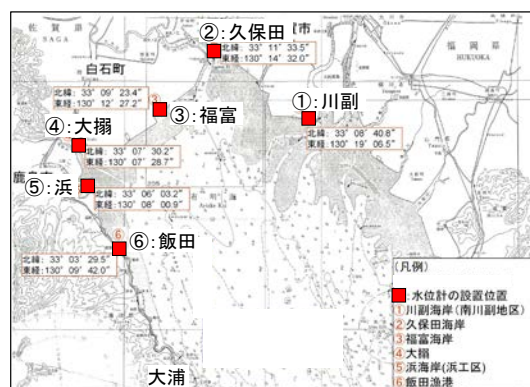 佐賀県
SAGA
②:久保田
賀市
北緯: 33° 11′ 33.5″
東経:130° 14′ 32.0″
福岡県
HUKUOKA
白石町
北緯: 33° 09′ 23.4″
東経:130° 12′ 27.2″
③
③:福富
①:川副
北緯: 33° 08′ 40.8″
東経:130° 19′ 06.5″
④:大搦
北緯: 33° 07′ 30.2″
東経:130° 07′ 28.7″
⑤:浜
北緯: 33° 06′ 03.2″
東経:130° 08′ 00.9″
⑥
⑥:飯田
北緯: 33° 03′ 29.5″
東経:130° 09′ 42.0″
大浦
(凡例)
:水位計の設置位置
①川副海岸(南川副地区)
②久保田海岸
③福富海岸
④大搦
⑤浜海岸(浜工区)
⑥飯田漁港